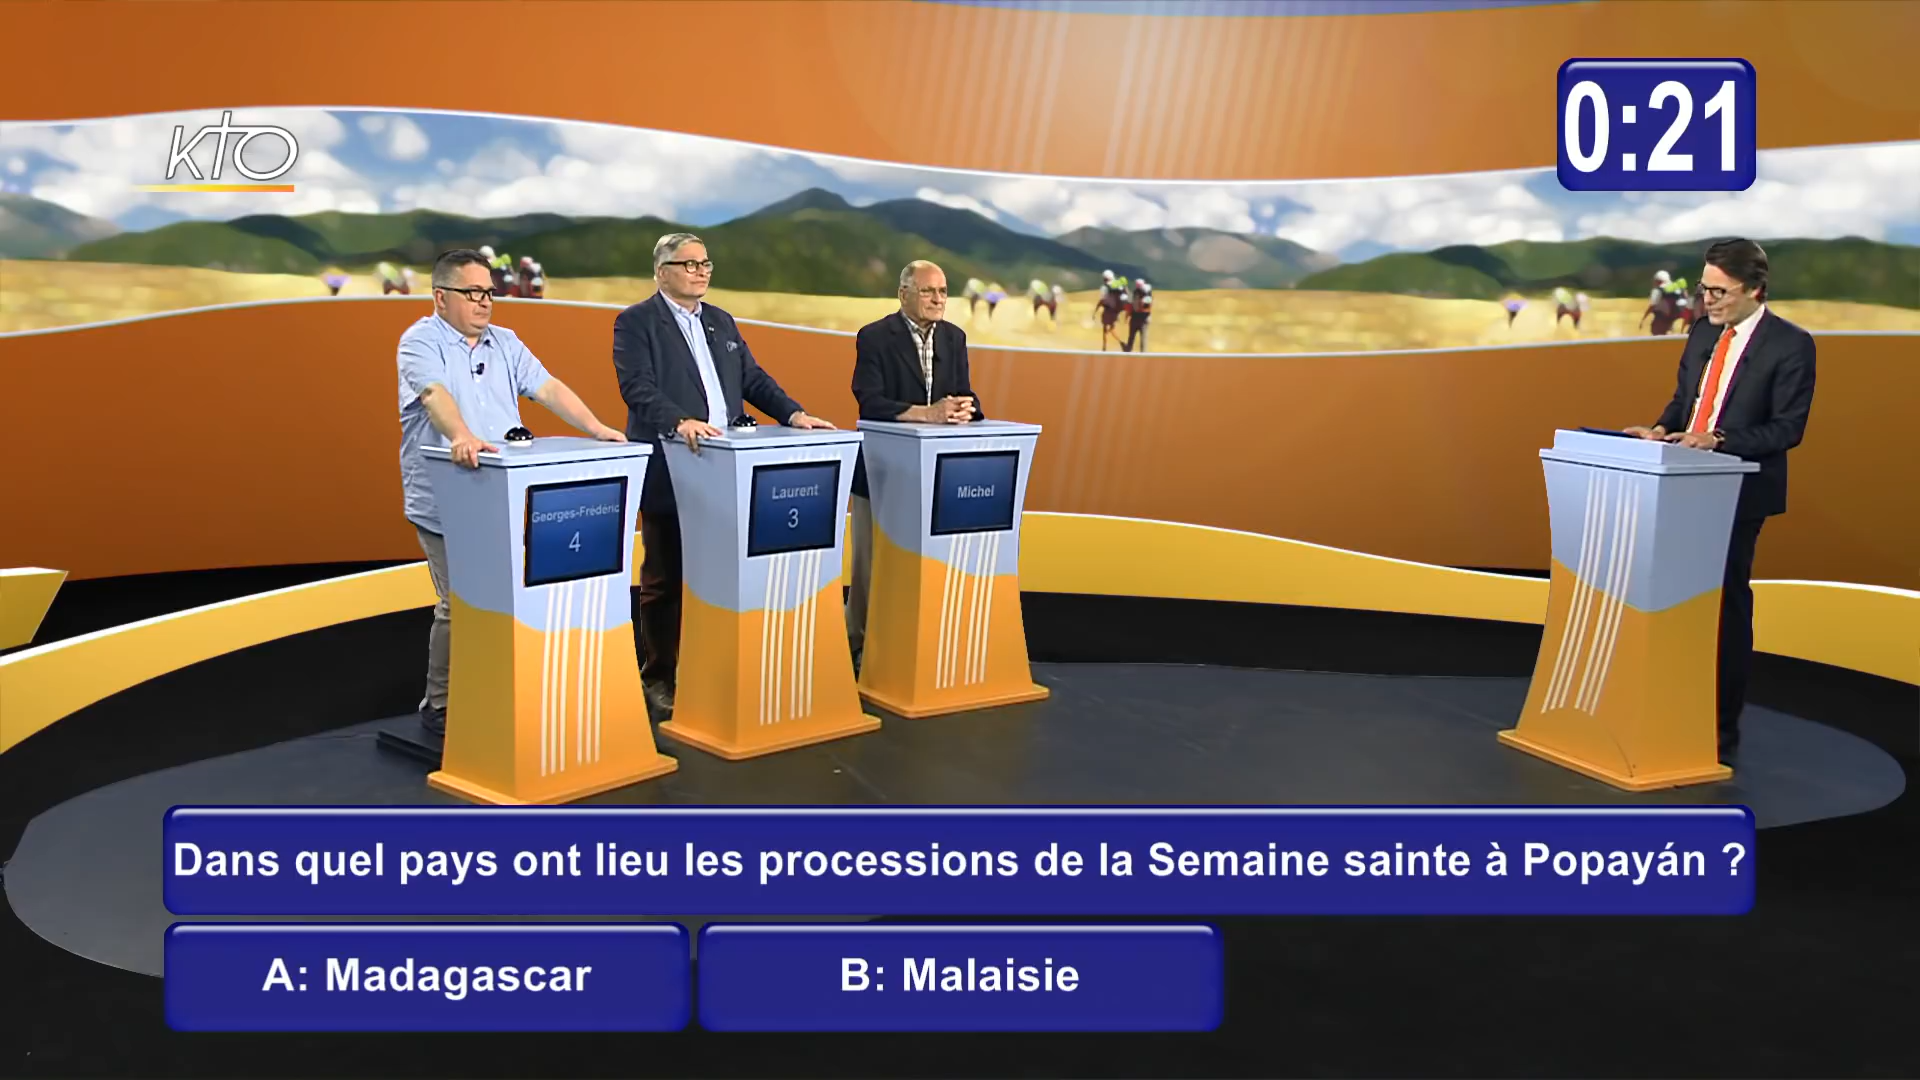 KTO
0:21
Georges-Frédéric
4
Laurent
3
Michel
Dans quel pays ont lieu les processions de la Semaine sainte à Popayán ?
A: Madagascar
B: Malaisie